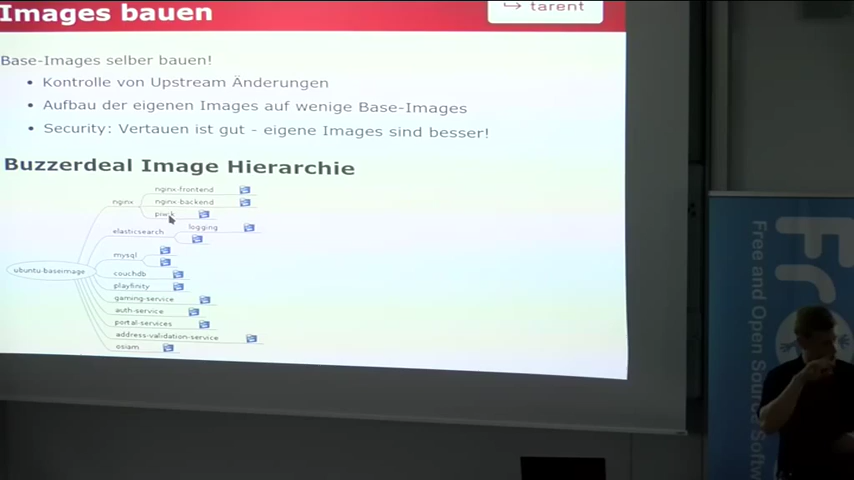 Images bauen
tarent
Base-Images selber bauen!
Kontrolle von Upstream Änderungen
Aufbau der eigenen Images auf wenige Base-Images
Security: Vertauen ist gut - eigene Images sind besser!
Buzzerdeal Image Hierarchie
nginx-frontend
nginx
nginx-backend
piwik
logging
elasticsearch
mysql
ubuntu-baseimage
couchdb
playfinity
gaming-service
auth-service
portal-services
address-validation-service
osiam
Free and Open Source Softw